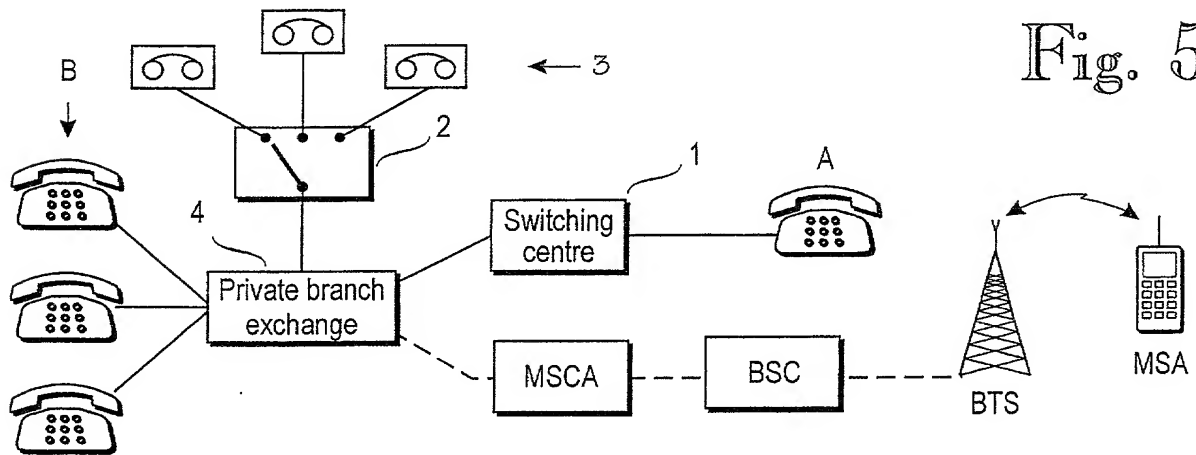 Fig. 5
B
3
2
4
1
A
Switching
centre
Private branch
exchange
MSCA
BSC
BTS
MSA